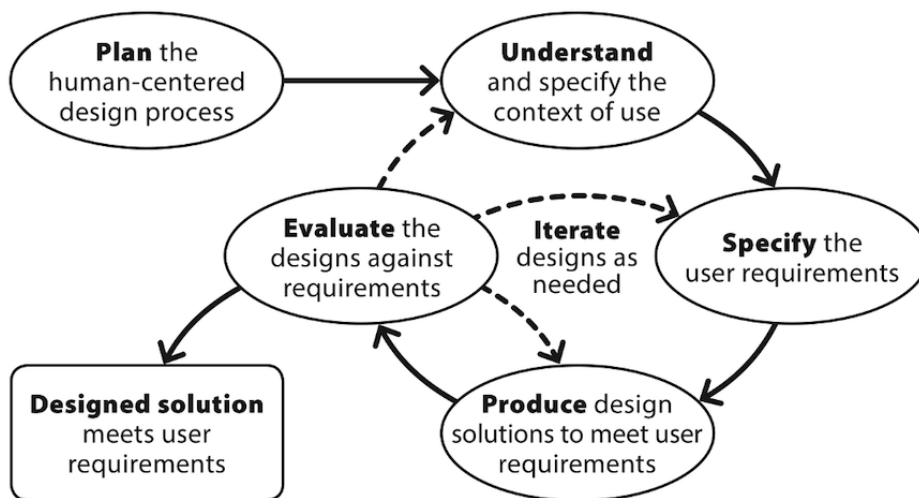 Plan the
human-centered
design process
Understand
and specify the
context of use
Evaluate the
designs against
requirements
Iterate
designs as
needed
Specify the
user requirements
Designed solution
meets user
requirements
Produce design
solutions to meet user
requirements